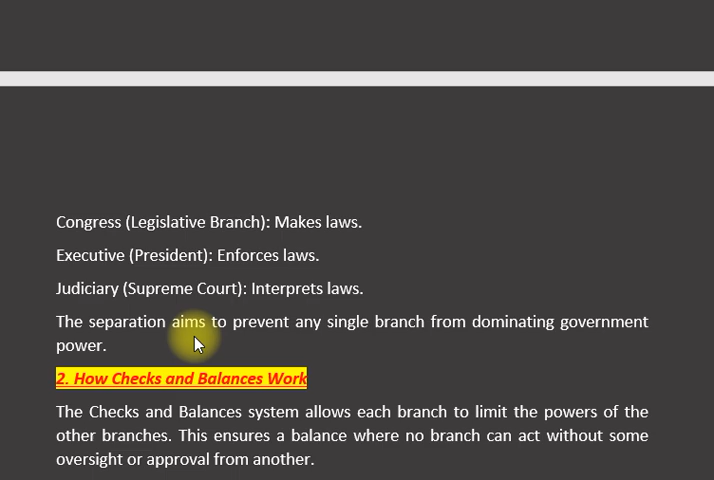 Congress (Legislative Branch): Makes laws.
Executive (President): Enforces laws.
Judiciary (Supreme Court): Interprets laws.
The separation aims to prevent any single branch from dominating government
power.
2. How Checks and Balances Work
The Checks and Balances system allows each branch to limit the powers of the
other branches. This ensures a balance where no branch can act without some
oversight or approval from another.